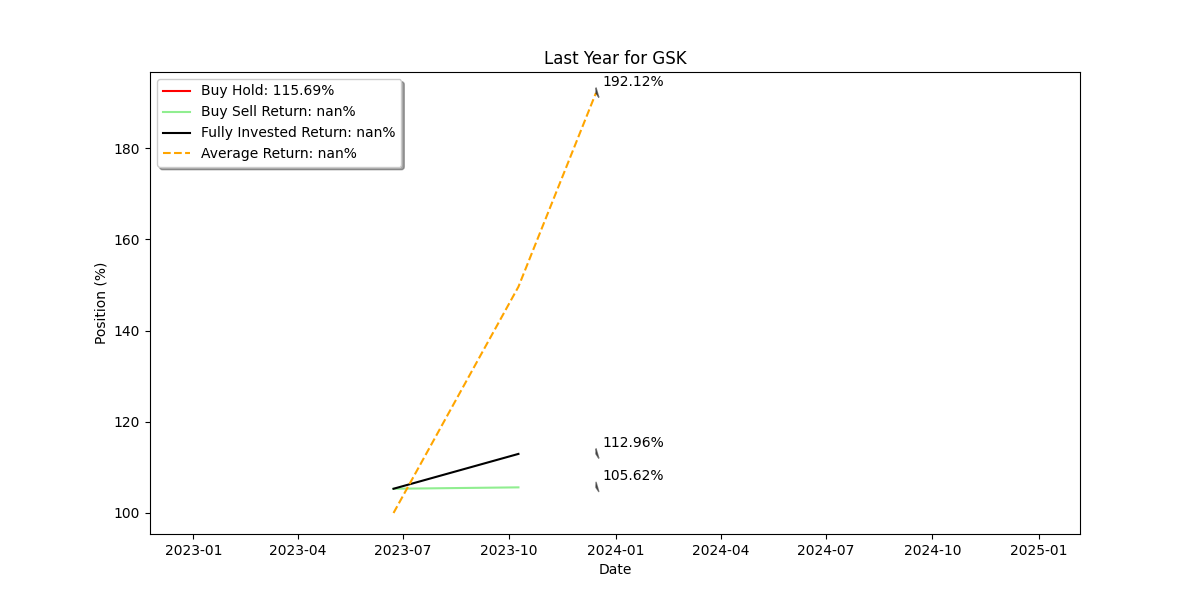 Last Year for GSK
Buy Hold: 115.69%
Buy Sell Return: nan%
Fully Invested Return: nan%
Average Return: nan%
192.12%
112.96%
105.62%
Position (%)
180
160
140
120
100
2023-01 2023-04 2023-07 2023-10 2024-01 2024-04 2024-07 2024-10 2025-01
Date